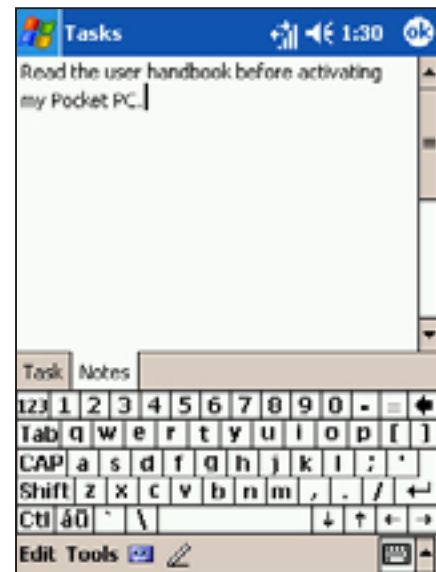 Tasks 1:30 ok
Read the user handbook before activating
my Pocket PC.
Task Notes
123 1 2 3 4 5 6 7 8 9 0 - =
Tab q w e r t y u i o p [ ]
CAP a s d f g h j k l ; '
Shift z x c v b n m , . /
Ctl áü ` \
Edit Tools